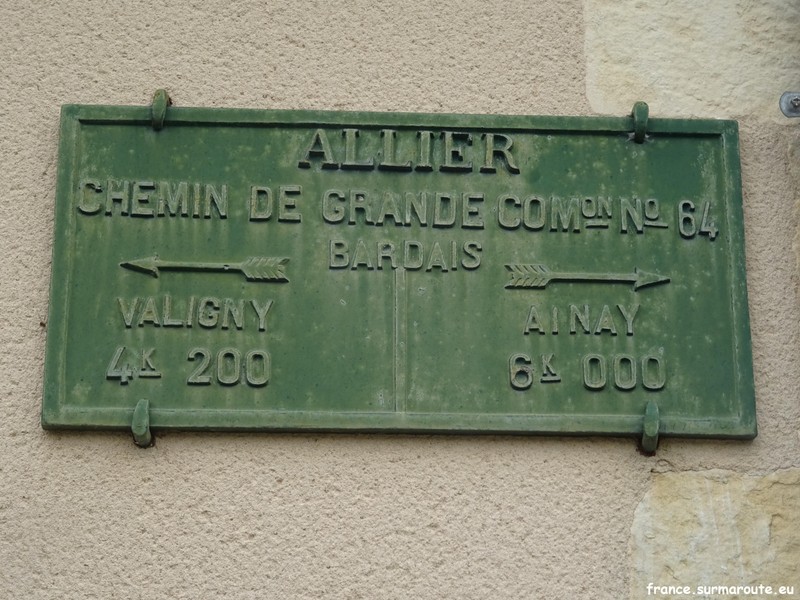 ALLIER
CHEMIN DE GRANDE COMᴼᴺ Nᴼ 64
BARDAIS
VALIGNY
4ᴷ 200
AINAY
6ᴷ 000
france.surmaroute.eu